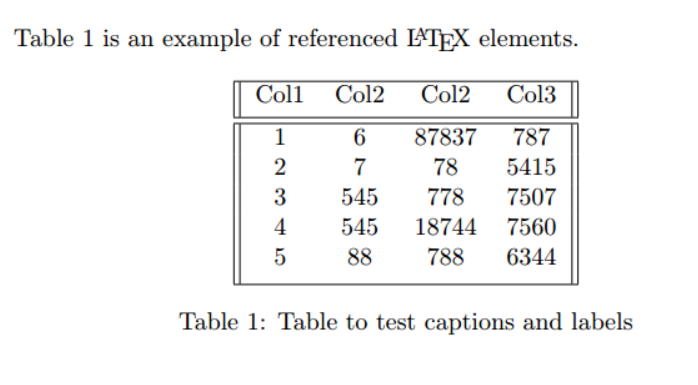 Table 1 is an example of referenced LATEX elements.
Col1 Col2 Col2 Col3
1 6 87837 787
2 7 78 5415
3 545 778 7507
4 545 18744 7560
5 88 788 6344
Table 1: Table to test captions and labels